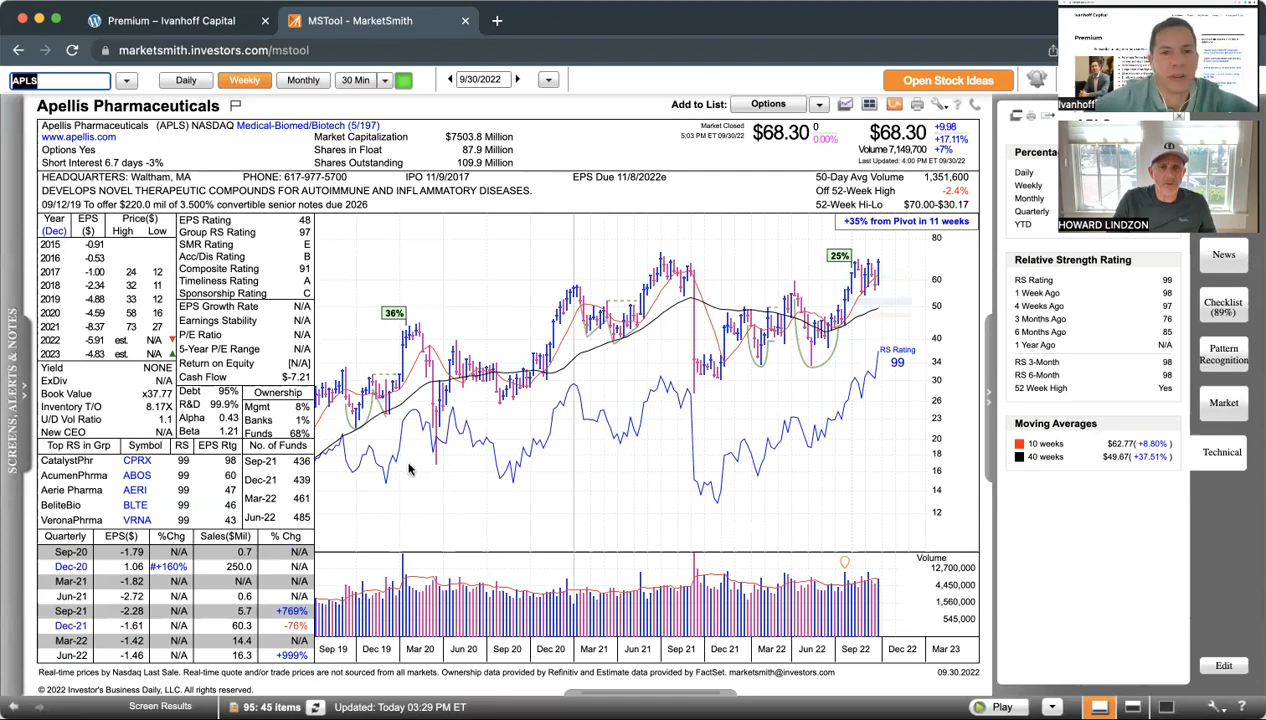 Premium – Ivanhoff Capital
MSTool - MarketSmith
marketsmith.investors.com/mstool
APLS
Daily
Weekly
Monthly
30 Min
9/30/2022
Open Stock Ideas
Apellis Pharmaceuticals
Add to List:
Options
Apellis Pharmaceuticals (APLS) NASDAQ Medical-Biomed/Biotech (5/197)
www.apellis.com
Options Yes
Short Interest 6.7 days -3%
Market Capitalization $7503.8 Million
Shares in Float 87.9 Million
Shares Outstanding 109.9 Million
Market Closed
5:03 PM ET 09/30/22
$68.30 0 0.00%
$68.30 +9.98 +17.11%
Volume 7,149,700 +7%
Last Updated: 4:00 PM ET 09/30/22
HEADQUARTERS: Waltham, MA PHONE: 617-977-5700 IPO 11/9/2017 EPS Due 11/8/2022e
50-Day Avg Volume 1,351,600
DEVELOPS NOVEL THERAPEUTIC COMPOUNDS FOR AUTOIMMUNE AND INFL AMMATORY DISEASES.
Off 52-Week High -2.4%
09/12/19 To offer $220.0 mil of 3.500% convertible senior notes due 2026
52-Week Hi-Lo $70.00-$30.17
Year EPS Price($)
(Dec) ($) High Low
2015 -0.91
2016 -0.53
2017 -1.00 24 12
2018 -2.34 32 11
2019 -4.88 33 12
2020 -4.59 58 16
2021 -8.37 73 27
2022 -5.91 est. N/A
2023 -4.83 est. N/A
Yield NONE
ExDiv N/A
Book Value x37.77
Inventory T/O 8.17X
U/D Vol Ratio 1.1
New CEO N/A
EPS Rating 48
Group RS Rating 97
SMR Rating E
Acc/Dis Rating B
Composite Rating 91
Timeliness Rating A
Sponsorship Rating C
EPS Growth Rate N/A
Earnings Stability N/A
P/E Ratio N/A
5-Year P/E Range N/A
Return on Equity [N/A]
Cash Flow $-7.21
Debt 95%
R&D 99.9%
Alpha 0.43
Beta 1.21
Ownership
Mgmt 8%
Banks 1%
Funds 68%
Top RS in Grp Symbol RS EPS Rtg
CatalystPhr CPRX 99 98
AcumenPhrma ABOS 99 60
Aerie Pharma AERI 99 47
BeliteBio BLTE 99 46
VeronaPhrma VRNA 99 43
No. of Funds
Sep-21 436
Dec-21 439
Mar-22 461
Jun-22 485
Quarterly EPS($) %Chg Sales($Mil) % Chg
Sep-20 -1.79 N/A 0.7 N/A
Dec-20 1.06 #+160% 250.0 N/A
Mar-21 -1.82 N/A N/A N/A
Jun-21 -2.72 N/A 0.6 N/A
Sep-21 -2.28 N/A 5.7 +769%
Dec-21 -1.61 N/A 60.3 -76%
Mar-22 -1.42 N/A 14.4 N/A
Jun-22 -1.46 N/A 16.3 +999%
+35% from Pivot in 11 weeks
36%
25%
80
60
50
40
34
30
26
23
20
18
16
14
12
RS Rating
99
Volume
12,700,000
4,450,000
1,560,000
545,000
Sep 19 Dec 19 Mar 20 Jun 20 Sep 20 Dec 20 Mar 21 Jun 21 Sep 21 Dec 21 Mar 22 Jun 22 Sep 22 Dec 22 Mar 23
Real-time prices by Nasdaq Last Sale. Real-time quote and/or trade prices are not sourced from all markets. Ownership data provided by Refinitiv and Estimate data provided by FactSet. marketsmith@investors.com
09.30.2022
© 2022 Investor's Business Daily, LLC. All rights reserved.
Screen Results
95: 45 items
Updated: Today 03:29 PM ET
Play
SCREENS, ALERTS & NOTES
Ivanhoff Capital
Premium
Ivanhoff
HOWARD LINDZON
Percenta
Daily
Weekly
Monthly
Quarterly
YTD
Relative Strength Rating
RS Rating 99
1 Week Ago 98
4 Weeks Ago 97
3 Months Ago 76
6 Months Ago 85
1 Year Ago N/A
RS 3-Month 98
RS 6-Month 98
52 Week High Yes
Moving Averages
10 weeks $62.77( +8.80%)
40 weeks $49.67( +37.51%)
News
Checklist
(89%)
Pattern
Recognition
Market
Technical
Edit